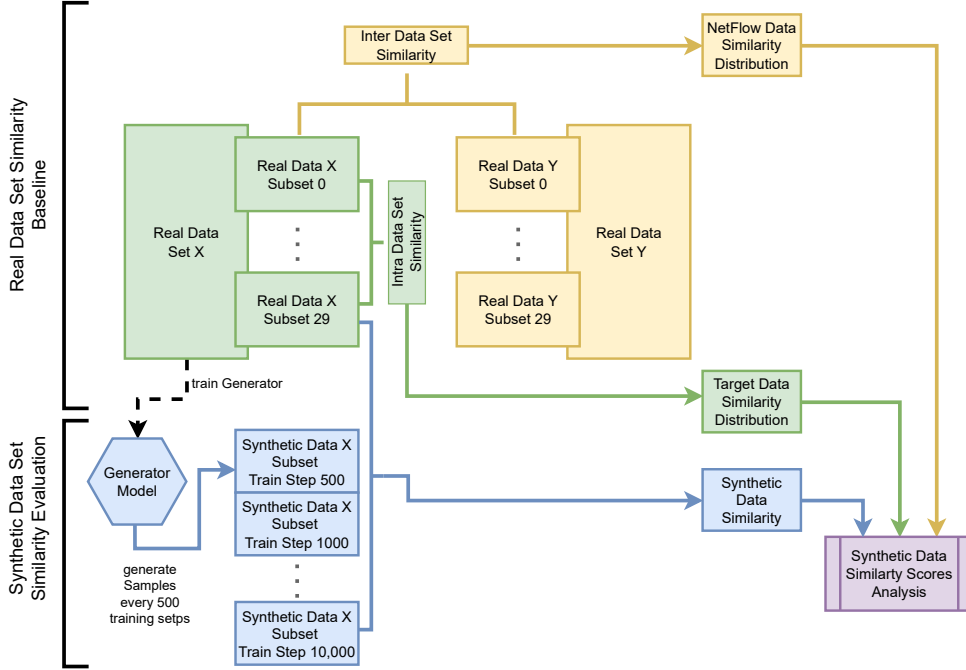 Real Data Set Similarity
Baseline
Inter Data Set
Similarity
NetFlow Data
Similarity
Distribution
Real Data
Set X
Real Data X
Subset 0
Real Data X
Subset 29
Intra Data Set
Similarity
Real Data Y
Subset 0
Real Data Y
Subset 29
Real Data
Set Y
train Generator
Target Data
Similarity
Distribution
Synthetic Data Set
Similarity Evaluation
Generator
Model
generate
Samples
every 500
training setps
Synthetic Data X
Subset
Train Step 500
Synthetic Data X
Subset
Train Step 1000
Synthetic Data X
Subset
Train Step 10,000
Synthetic
Data
Similarity
Synthetic Data
Similarty Scores
Analysis